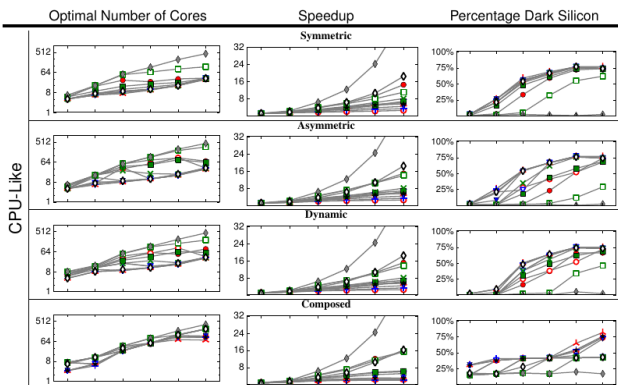 Optimal Number of Cores Speedup Percentage Dark Silicon
Symmetric
512 32 100%
64 24 75%
8 16 50%
1 8 25%
Asymmetric
512 32 100%
64 24 75%
8 16 50%
1 8 25%
CPU-Like
Dynamic
512 32 100%
64 24 75%
8 16 50%
1 8 25%
Composed
512 32 100%
64 24 75%
8 16 50%
1 8 25%